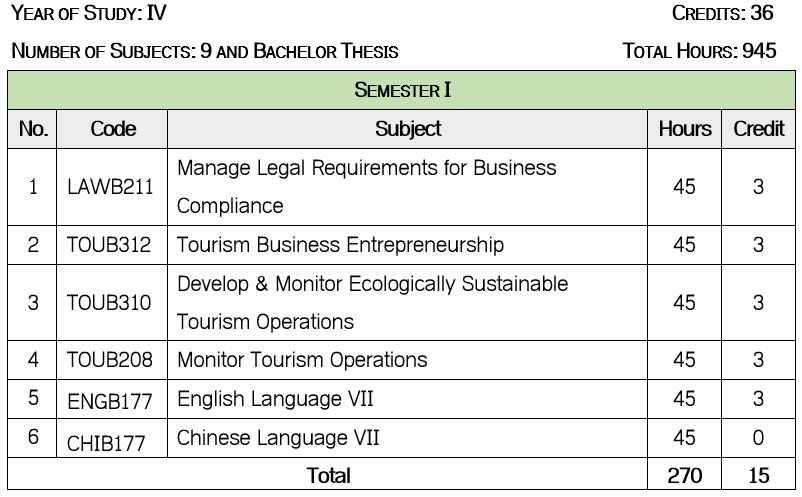 YEAR OF STUDY: IV CREDITS: 36
NUMBER OF SUBJECTS: 9 AND BACHELOR THESIS TOTAL HOURS: 945
SEMESTER I
No. Code Subject Hours Credit
1 LAWB211 Manage Legal Requirements for Business
Compliance 45 3
2 TOUB312 Tourism Business Entrepreneurship 45 3
3 TOUB310 Develop & Monitor Ecologically Sustainable
Tourism Operations 45 3
4 TOUB208 Monitor Tourism Operations 45 3
5 ENGB177 English Language VII 45 3
6 CHIB177 Chinese Language VII 45 0
Total 270 15